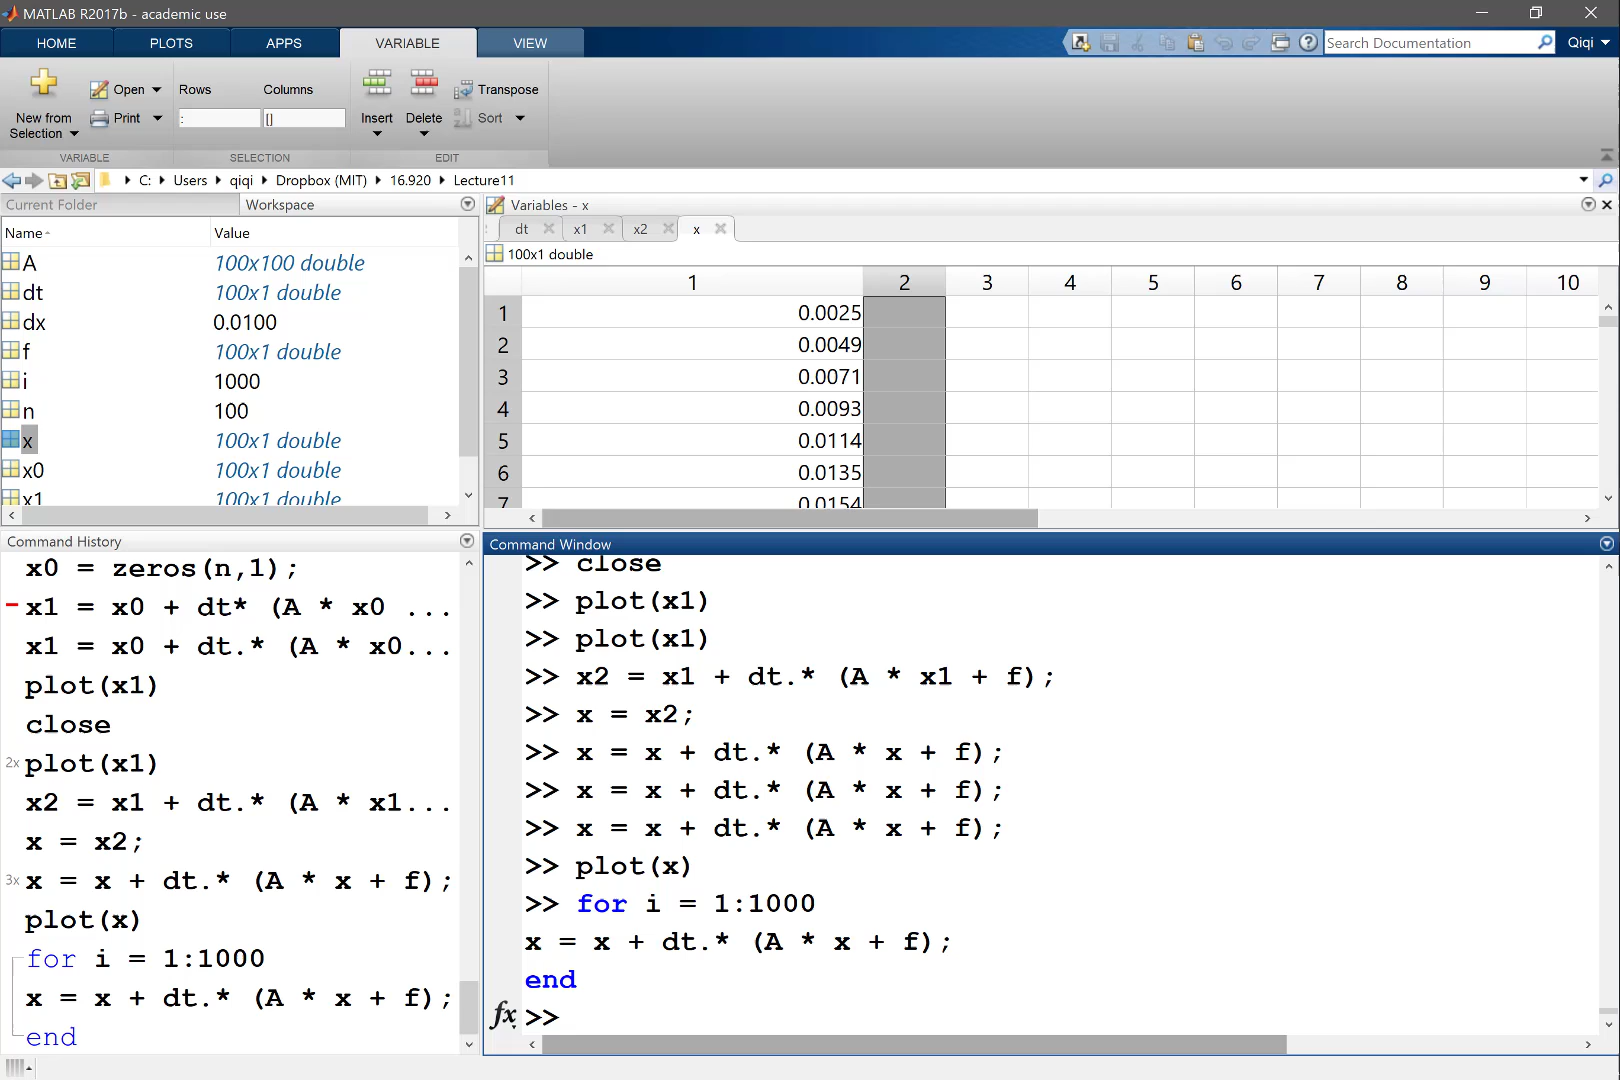 MATLAB R2017b - academic use
HOME PLOTS APPS VARIABLE VIEW Search Documentation Qiqi
New from Selection Open Print Rows Columns : [] Insert Delete Transpose Sort
VARIABLE SELECTION EDIT
C: Users qiqi Dropbox (MIT) 16.920 Lecture11
Current Folder Workspace
Name Value
A 100x100 double
dt 100x1 double
dx 0.0100
f 100x1 double
i 1000
n 100
x 100x1 double
x0 100x1 double
x1 100x1 double
Variables - x
dt x1 x2 x
100x1 double
1 2 3 4 5 6 7 8 9 10
1 0.0025
2 0.0049
3 0.0071
4 0.0093
5 0.0114
6 0.0135
7 0.0154
Command History
x0 = zeros(n,1);
x1 = x0 + dt* (A * x0 ...
x1 = x0 + dt.* (A * x0...
plot(x1)
close
2x plot(x1)
x2 = x1 + dt.* (A * x1...
x = x2;
3x x = x + dt.* (A * x + f);
plot(x)
for i = 1:1000
x = x + dt.* (A * x + f);
end
Command Window
>> close
>> plot(x1)
>> plot(x1)
>> x2 = x1 + dt.* (A * x1 + f);
>> x = x2;
>> x = x + dt.* (A * x + f);
>> x = x + dt.* (A * x + f);
>> x = x + dt.* (A * x + f);
>> plot(x)
>> for i = 1:1000
x = x + dt.* (A * x + f);
end
fx >>